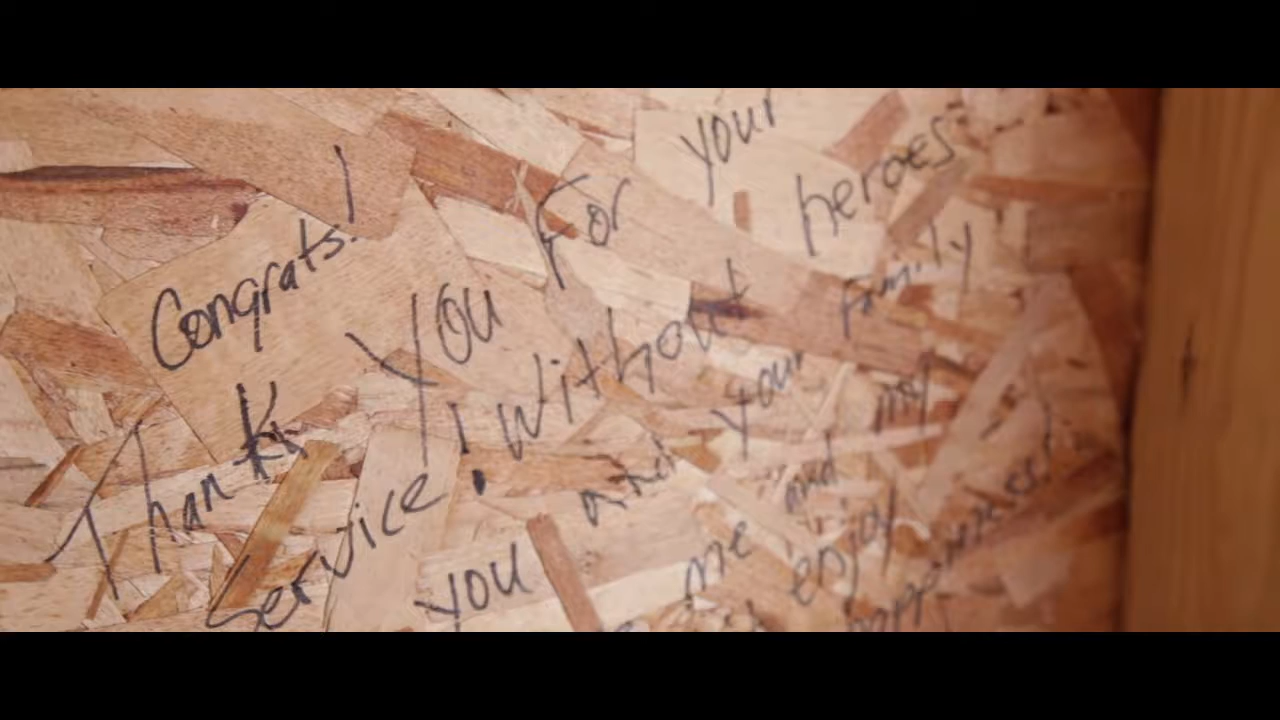 Congrats!
Thank You For your
service! Without heroes
you and your family
me and my
enjoy